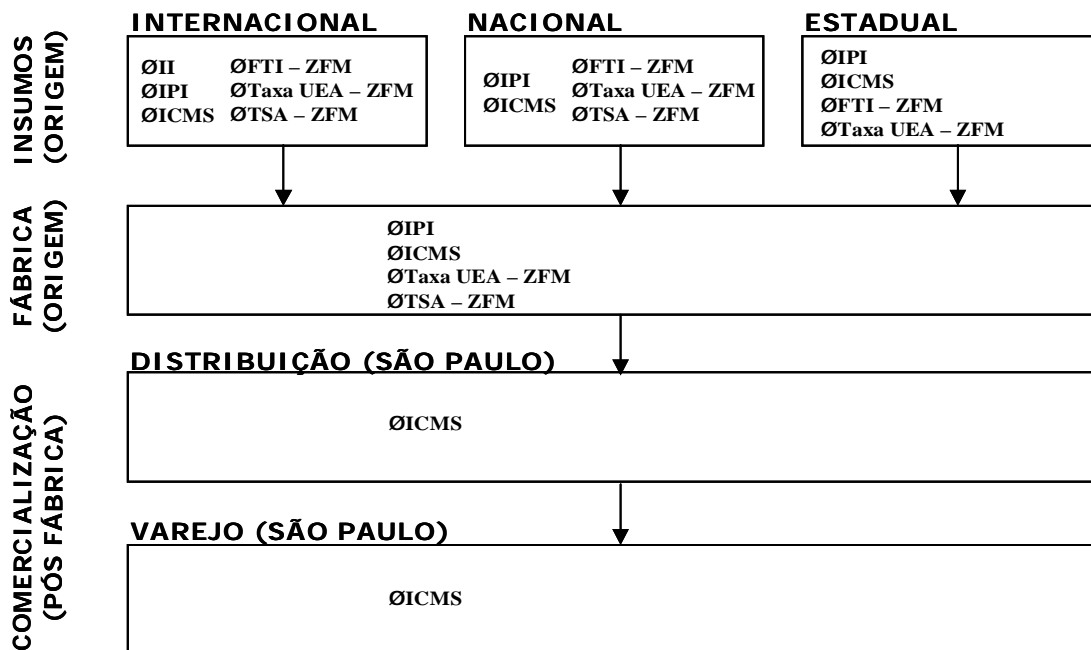 INTERNACIONAL
NACIONAL
ESTADUAL
INSUMOS
(ORIGEM)
ØII
ØIPI
ØICMS
ØFTI – ZFM
ØTaxa UEA – ZFM
ØTSA – ZFM
ØIPI
ØICMS
ØFTI – ZFM
ØTaxa UEA – ZFM
ØTSA – ZFM
ØIPI
ØICMS
ØFTI – ZFM
ØTaxa UEA – ZFM
FÁBRICA
(ORIGEM)
ØIPI
ØICMS
ØTaxa UEA – ZFM
ØTSA – ZFM
COMERCIALIZAÇÃO
(PÓS FÁBRICA)
DISTRIBUIÇÃO (SÃO PAULO)
ØICMS
VAREJO (SÃO PAULO)
ØICMS